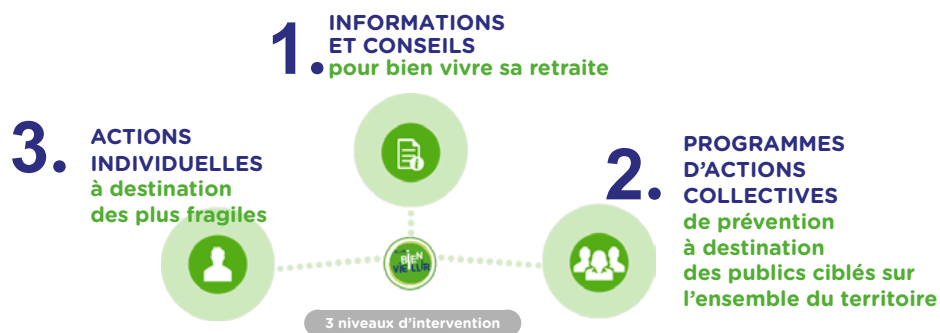 1. INFORMATIONS
ET CONSEILS
pour bien vivre sa retraite
2. PROGRAMMES
D'ACTIONS
COLLECTIVES
de prévention
à destination
des publics ciblés sur
l'ensemble du territoire
3. ACTIONS
INDIVIDUELLES
à destination
des plus fragiles
BIEN
VIEILLIR
3 niveaux d'intervention